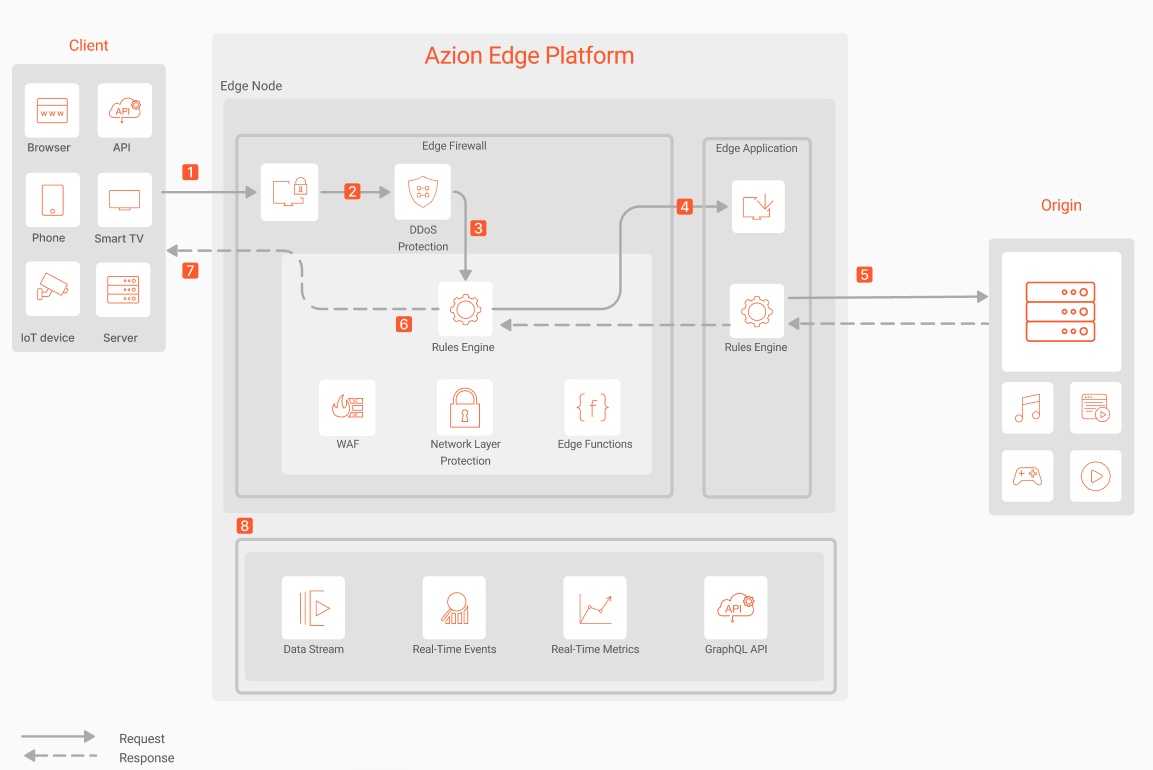 Client
Azion Edge Platform
Edge Node
www
Browser
API
API
Phone
Smart TV
IoT device
Server
1
Edge Firewall
2
DDoS
Protection
3
4
Edge Application
5
Origin
7
6
Rules Engine
Rules Engine
WAF
Network Layer
Protection
{f}
Edge Functions
8
Data Stream
Real-Time Events
Real-Time Metrics
API
GraphQL API
Request
Response